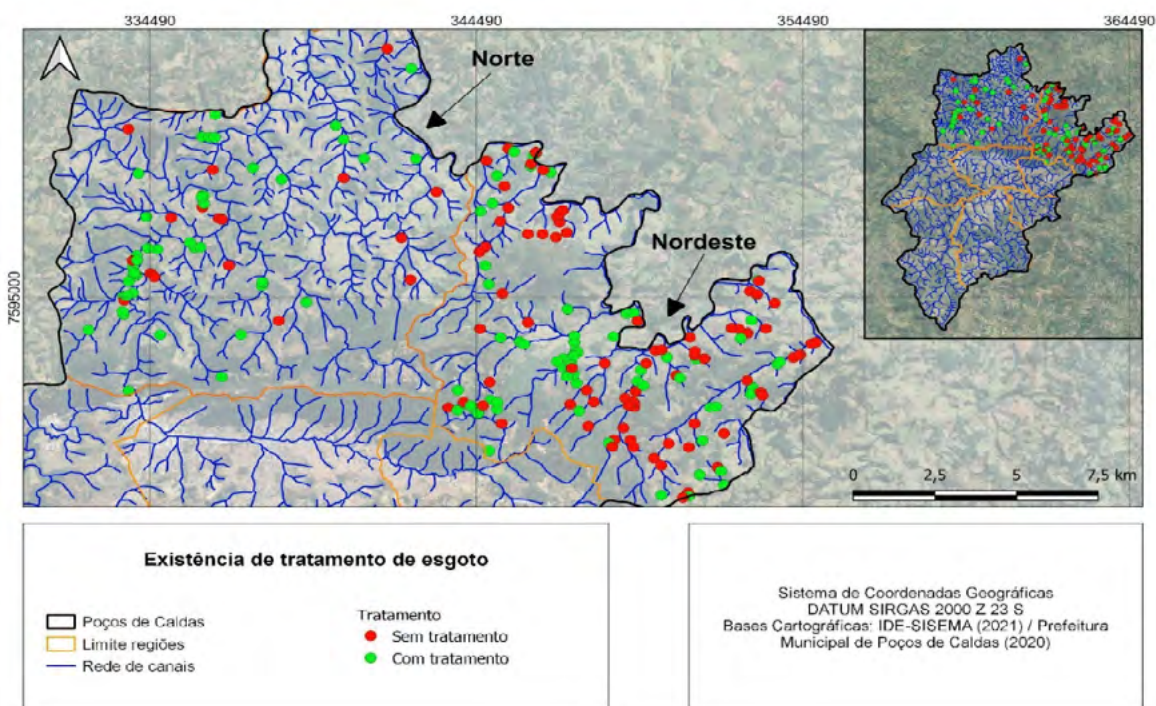 334490
344490
354490
364490
Norte
Nordeste
7595000
0 2,5 5 7,5 km
Existência de tratamento de esgoto
Poços de Caldas
Limite regiões
Rede de canais
Tratamento
Sem tratamento
Com tratamento
Sistema de Coordenadas Geográficas
DATUM SIRGAS 2000 Z 23 S
Bases Cartográficas: IDE-SISEMA (2021) / Prefeitura
Municipal de Poços de Caldas (2020)